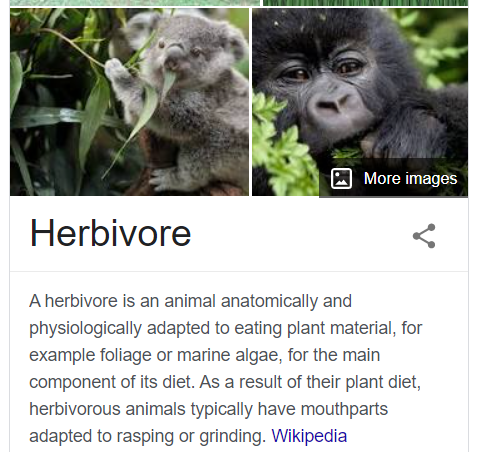 More images
Herbivore
A herbivore is an animal anatomically and
physiologically adapted to eating plant material, for
example foliage or marine algae, for the main
component of its diet. As a result of their plant diet,
herbivorous animals typically have mouthparts
adapted to rasping or grinding. Wikipedia